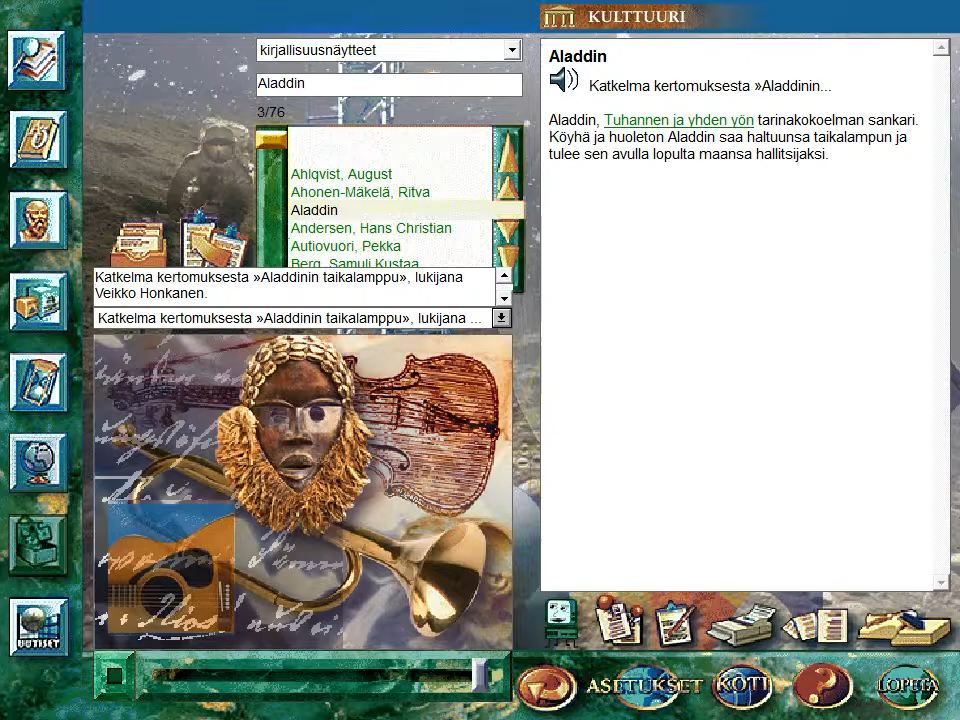 KULTTUURI
kirjallisuusnäytteet
Aladdin
3/76
Ahlqvist, August
Ahonen-Mäkelä, Ritva
Aladdin
Andersen, Hans Christian
Autiovuori, Pekka
Berg, Samuli Kustaa
Katkelma kertomuksesta »Aladdinin taikalamppu», lukijana
Veikko Honkanen.
Katkelma kertomuksesta »Aladdinin taikalamppu», lukijana ...
Aladdin
Katkelma kertomuksesta »Aladdinin...
Aladdin, Tuhannen ja yhden yön tarinakokoelman sankari.
Köyhä ja huoleton Aladdin saa haltuunsa taikalampun ja
tulee sen avulla lopulta maansa hallitsijaksi.
UUTISET
ASETUKSET
KOTI
?
LOPETA